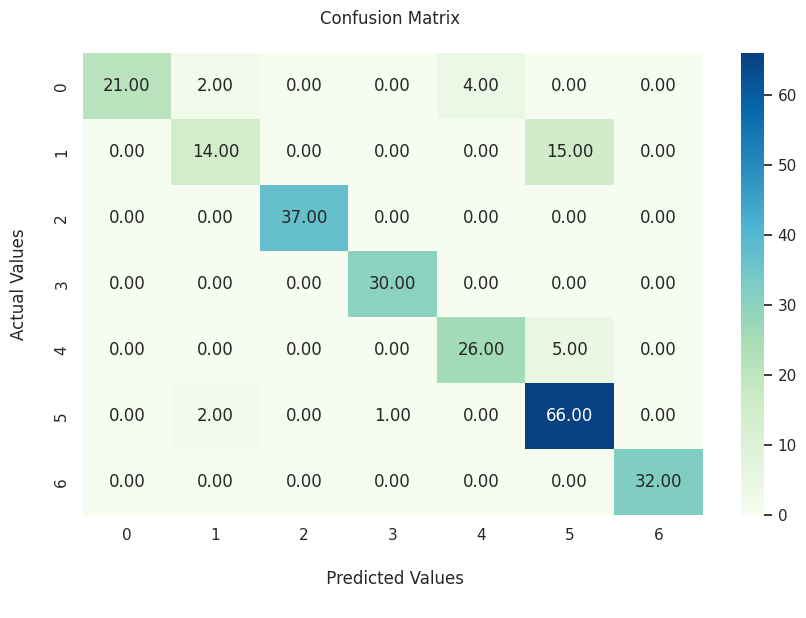 Confusion Matrix
0 21.00 2.00 0.00 0.00 4.00 0.00 0.00
1 0.00 14.00 0.00 0.00 0.00 15.00 0.00
2 0.00 0.00 37.00 0.00 0.00 0.00 0.00
3 0.00 0.00 0.00 30.00 0.00 0.00 0.00
4 0.00 0.00 0.00 0.00 26.00 5.00 0.00
5 0.00 2.00 0.00 1.00 0.00 66.00 0.00
6 0.00 0.00 0.00 0.00 0.00 0.00 32.00
0 1 2 3 4 5 6
Actual Values
Predicted Values
60
50
40
30
20
10
0